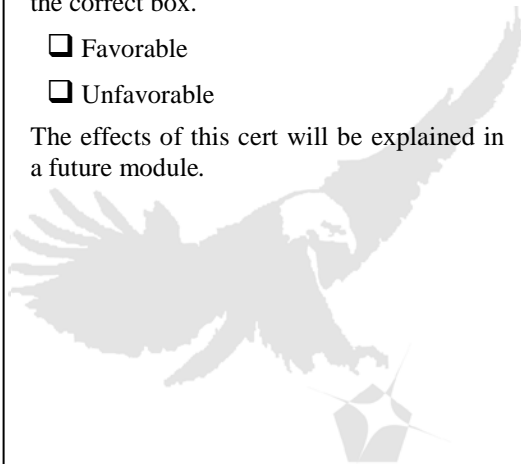 the correct box.
❑ Favorable
❑ Unfavorable
The effects of this cert will be explained in
a future module.